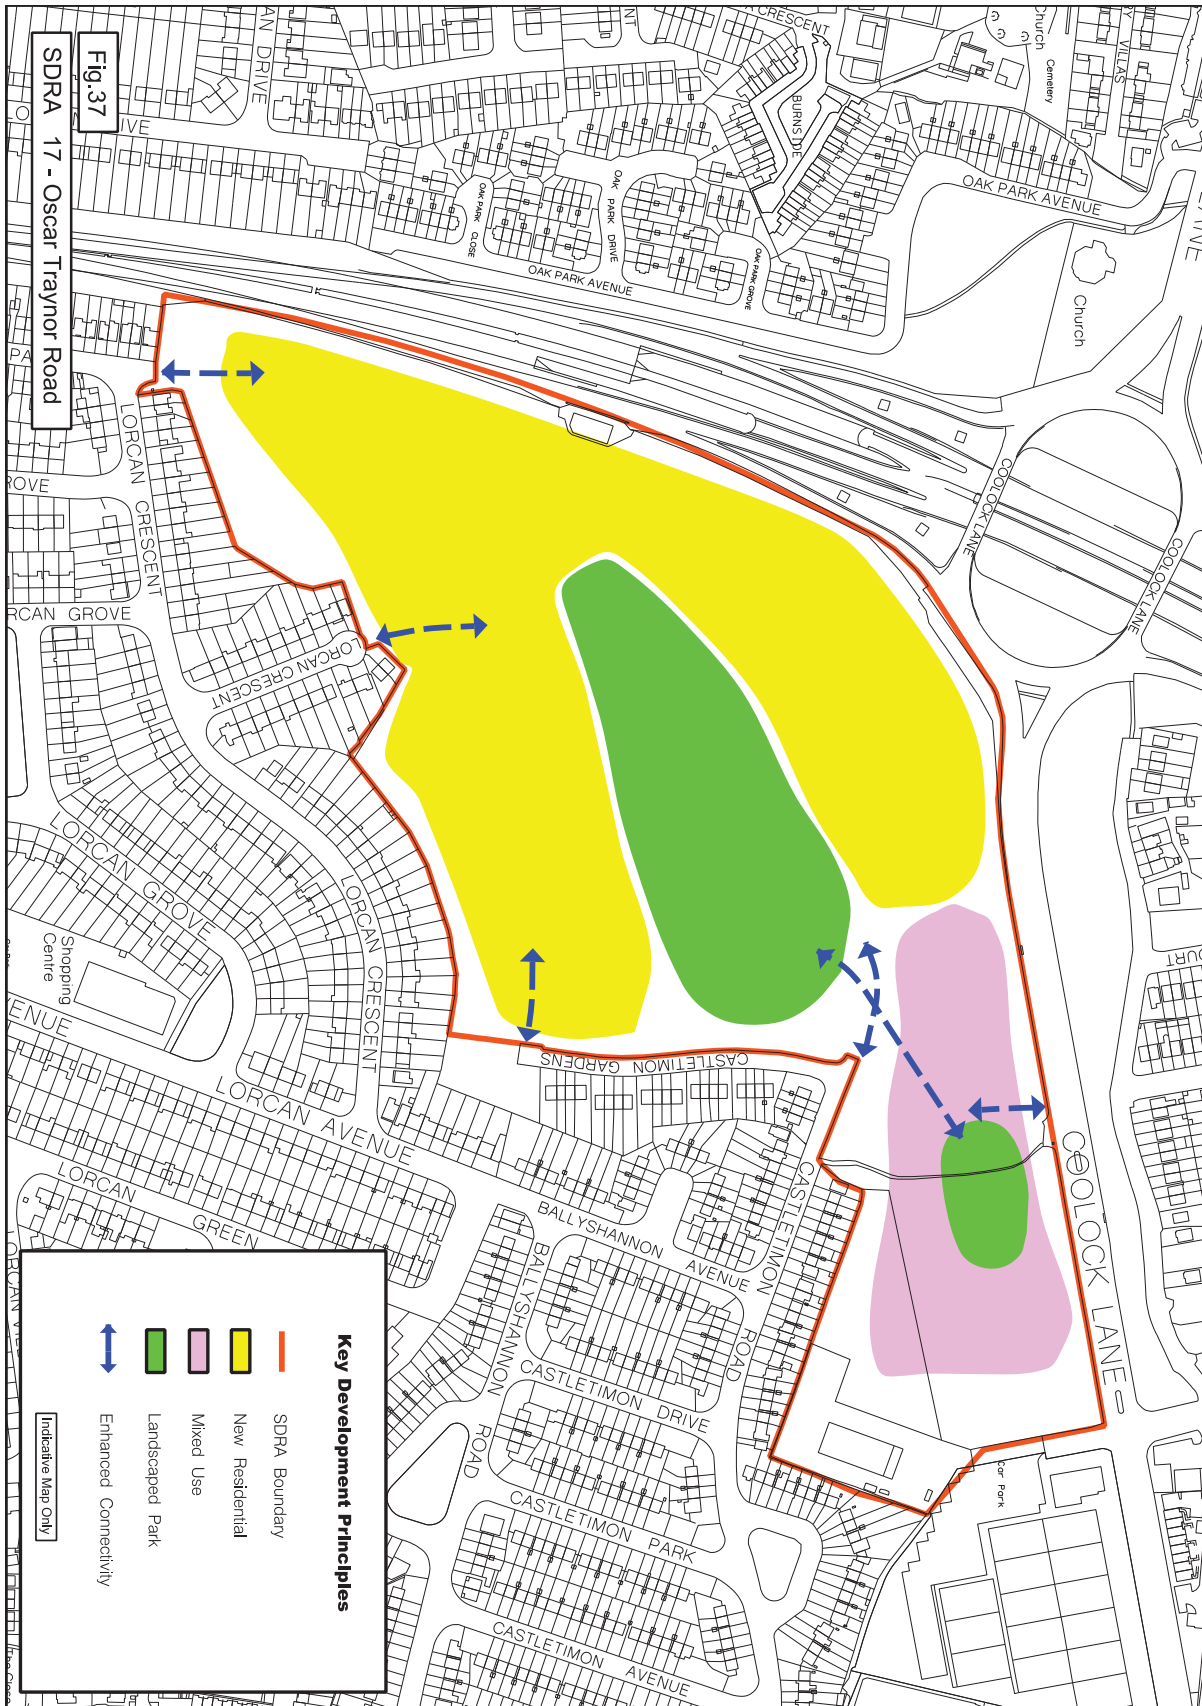 Fig.37
SDRA 17 - Oscar Traynor Road
Key Development Principles
SDRA Boundary
New Residential
Mixed Use
Landscaped Park
Enhanced Connectivity
Indicative Map Only
CRESCENT
Church
Cemetery
VILLAS
BURNSIDE
OAK PARK AVENUE
OAK PARK DRIVE
OAK PARK CLOSE
OAK PARK GROVE
OAK PARK AVENUE
Church
COOLOCK LANE
COOLOCK LANE
COOLOCK LANE
LORCAN CRESCENT
LORCAN CRESCENT
LORCAN CRESCENT
LORCAN GROVE
Shopping
Centre
LORCAN AVENUE
LORCAN GREEN
CASTLETIMON GARDENS
CASTLETIMON ROAD
BALLYSHANNON AVENUE
BALLYSHANNON ROAD
CASTLETIMON DRIVE
CASTLETIMON PARK
CASTLETIMON AVENUE
Car Park